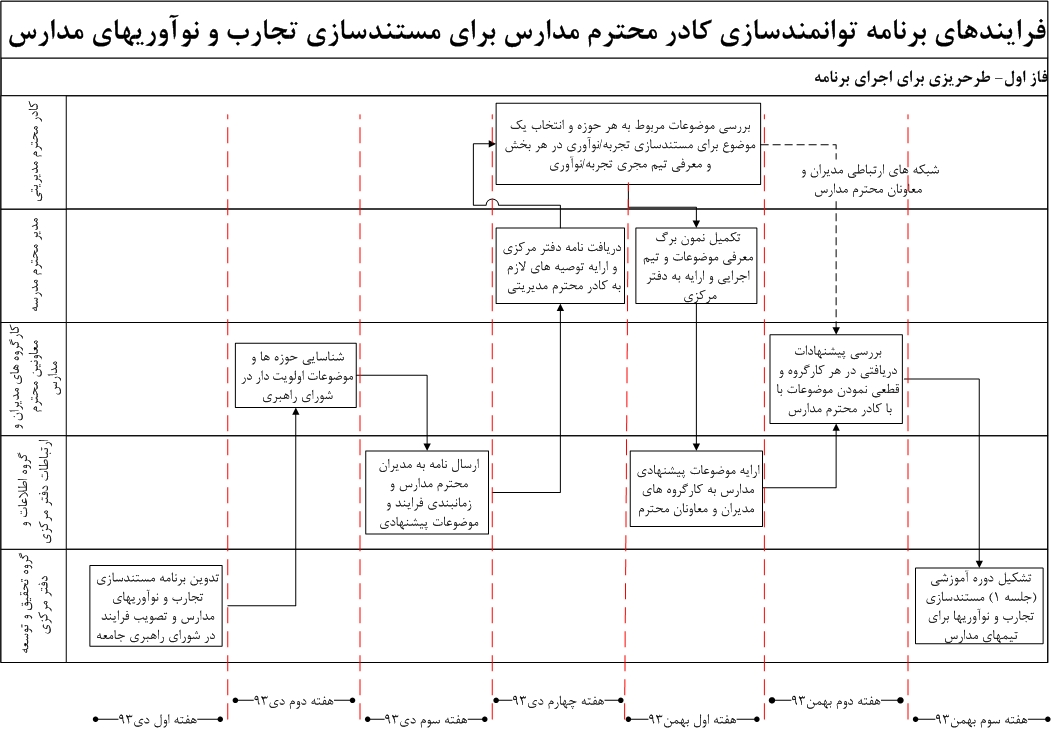 فرایندهای برنامه توانمندسازی کادر محترم مدارس برای مستندسازی تجارب و نوآوریهای مدارس
فاز اول- طرحریزی برای اجرای برنامه
کادر محترم مدیریتی
بررسی موضوعات مربوط به هر حوزه و انتخاب یک
موضوع برای مستندسازی تجربه/نوآوری در هر بخش
و معرفی تیم مجری تجربه/نوآوری
شبکه های ارتباطی مدیران و
معاونان محترم مدارس
مدیر محترم مدرسه
دریافت نامه دفتر مرکزی
و ارایه توصیه های لازم
به کادر محترم مدیریتی
تکمیل نمون برگ
معرفی موضوعات و تیم
اجرایی و ارایه به دفتر
مرکزی
کارگروه های مدیران و
معاونین محترم
مدارس
شناسایی حوزه ها و
موضوعات اولویت دار در
شورای راهبری
بررسی پیشنهادات
دریافتی در هر کارگروه و
قطعی نمودن موضوعات با
با کادر محترم مدارس
گروه اطلاعات و
ارتباطات دفتر مرکزی
ارسال نامه به مدیران
محترم مدارس و
زمانبندی فرایند و
موضوعات پیشنهادی
ارایه موضوعات پیشنهادی
مدارس به کارگروه های
مدیران و معاونان محترم
گروه تحقیق و توسعه
دفتر مرکزی
تدوین برنامه مستندسازی
تجارب و نوآوریهای
مدارس و تصویب فرایند
در شورای راهبری جامعه
تشکیل دوره آموزشی
(جلسه ۱) مستندسازی
تجارب و نوآوریها برای
تیمهای مدارس
هفته اول دی۹۳
هفته دوم دی۹۳
هفته سوم دی۹۳
هفته چهارم دی۹۳
هفته اول بهمن۹۳
هفته دوم بهمن۹۳
هفته سوم بهمن۹۳